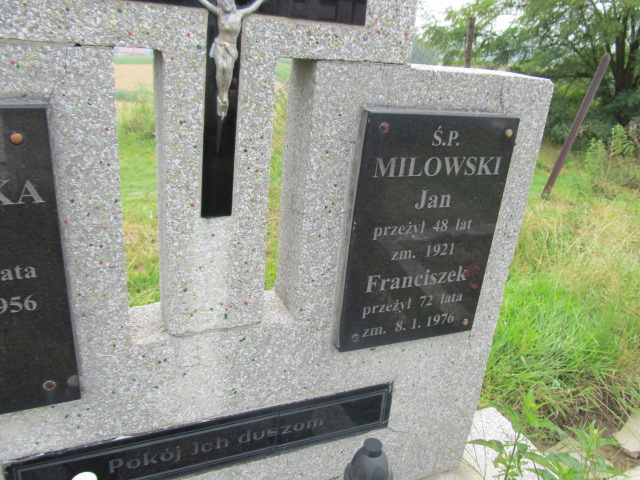 KA
ata
1956
Ś.P.
MILOWSKI
Jan
przeżył 48 lat
zm. 1921
Franciszek
przeżył 72 lata
zm. 8.1.1976
Pokój Ich duszom